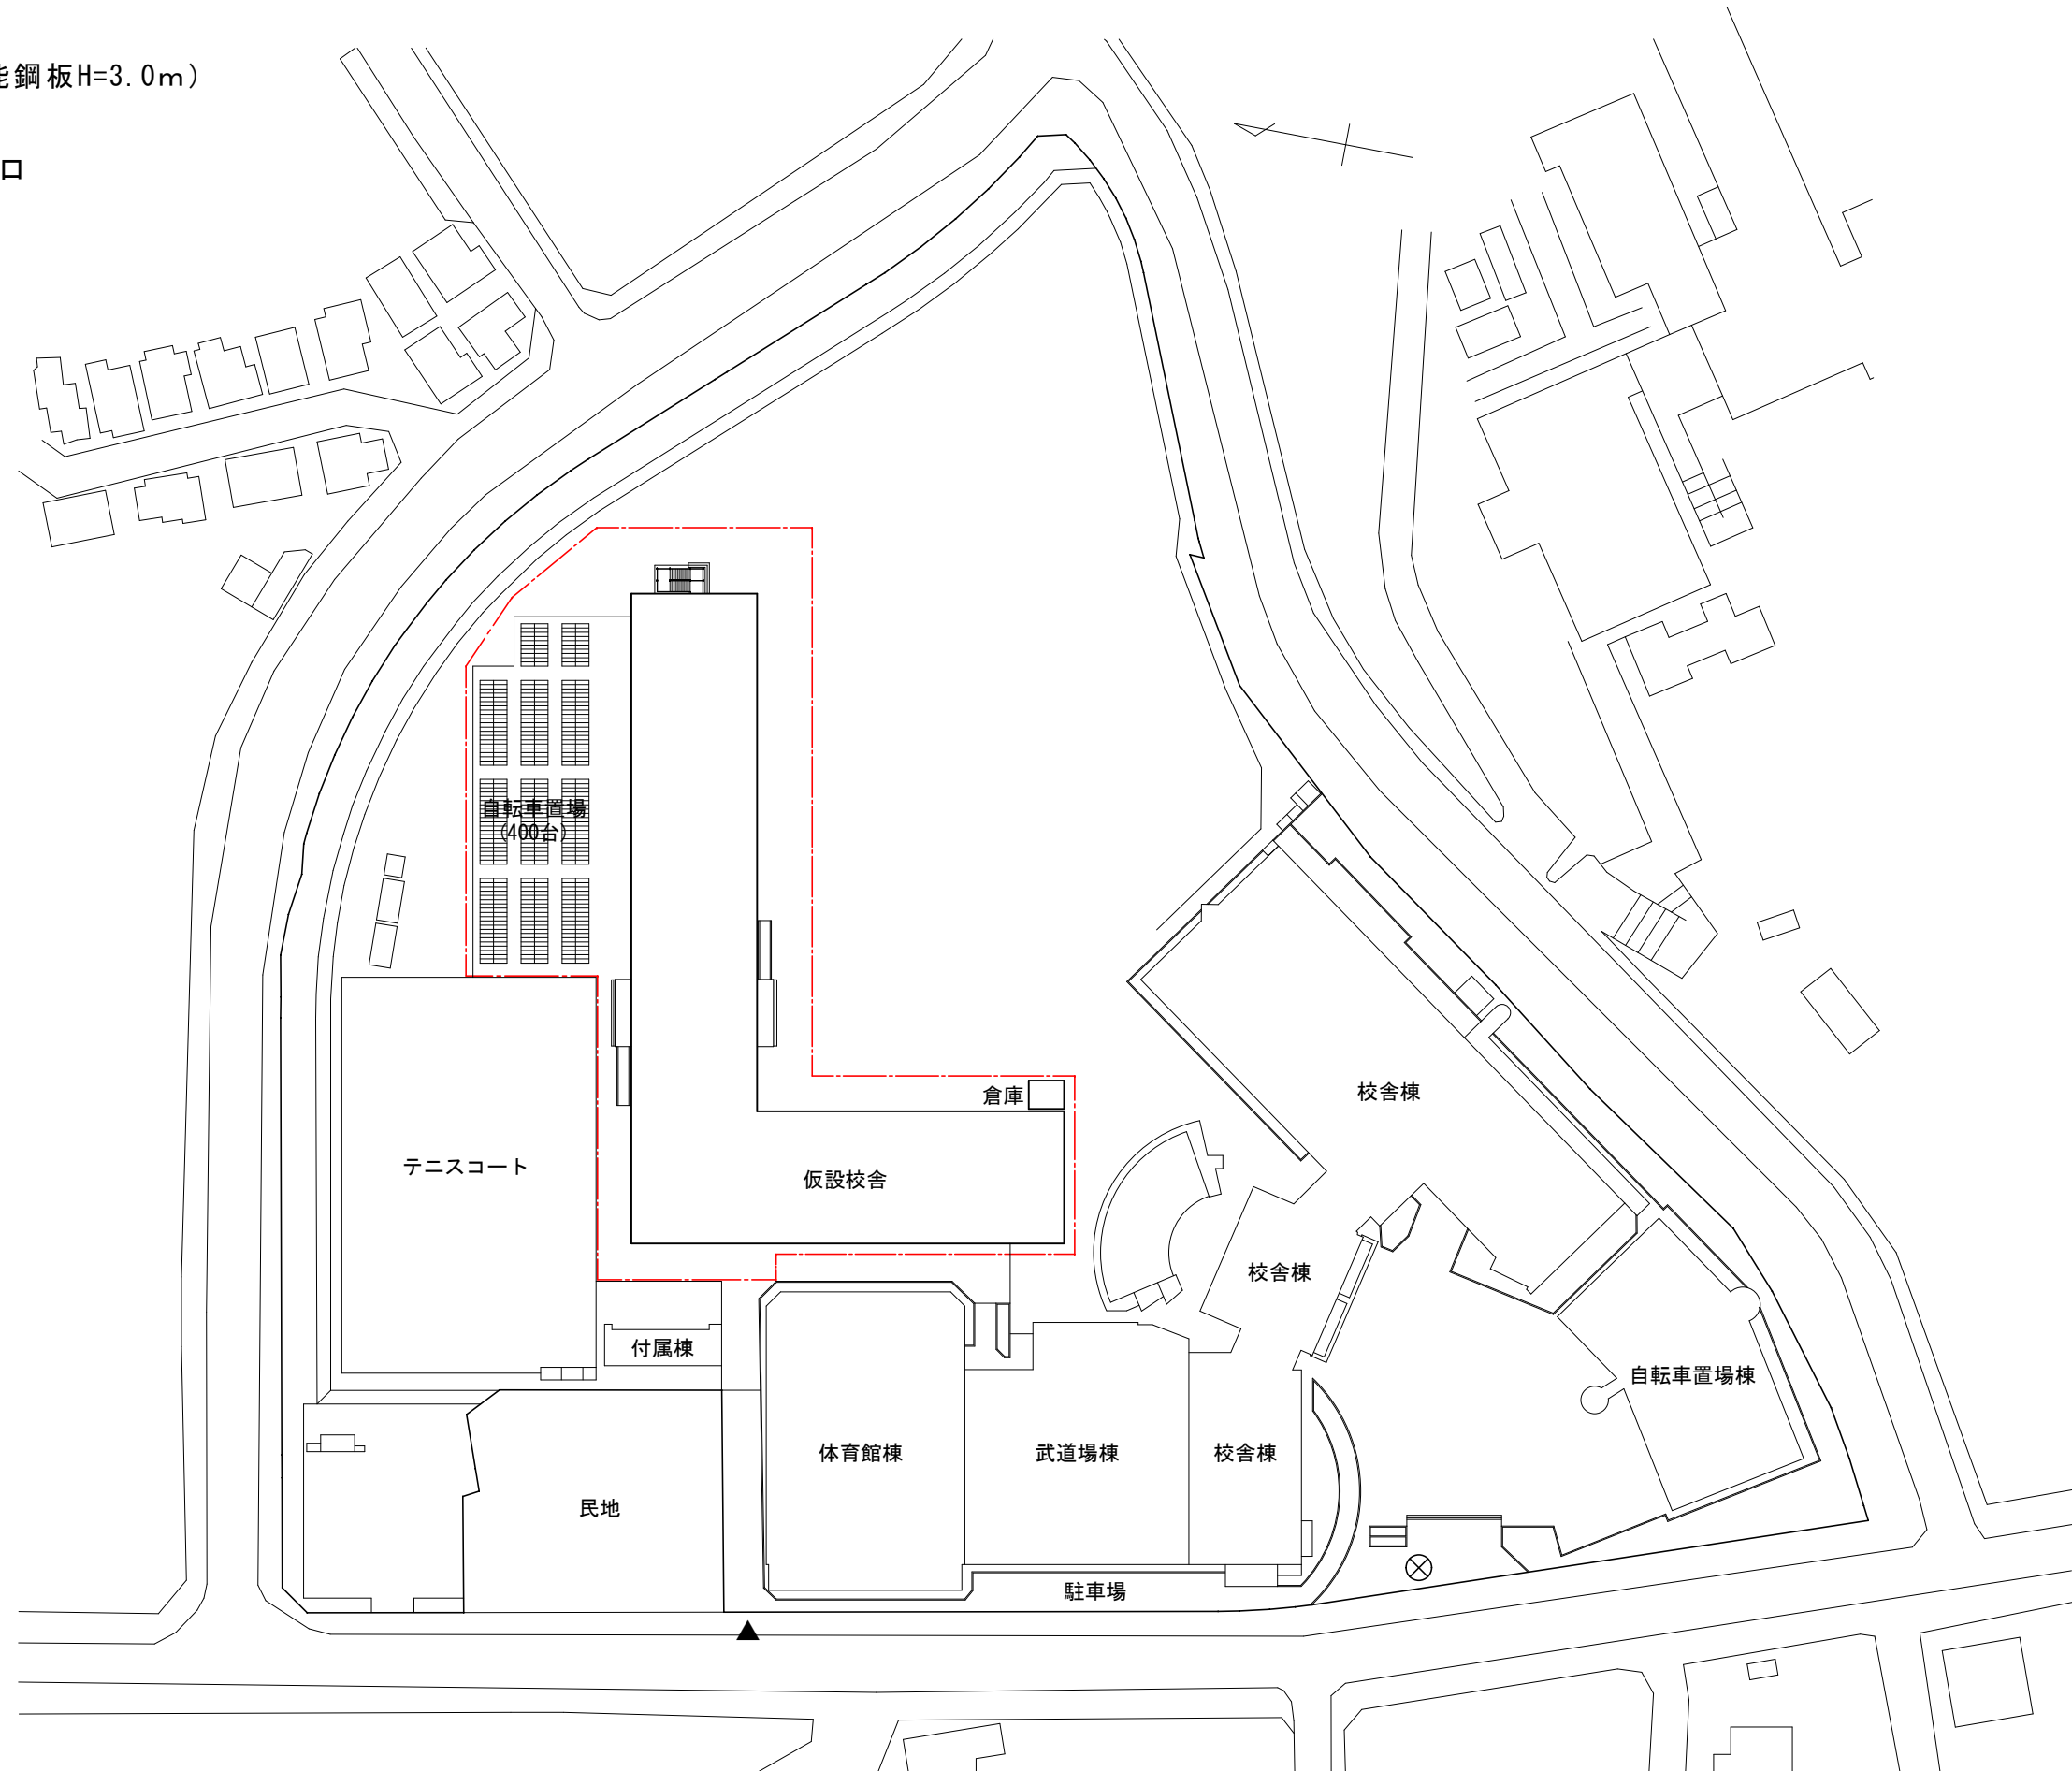 能鋼板H=3.0m)
口
自転車置場
(400台)
倉庫
校舎棟
テニスコート
仮設校舎
校舎棟
付属棟
自転車置場棟
体育館棟
武道場棟
校舎棟
民地
駐車場